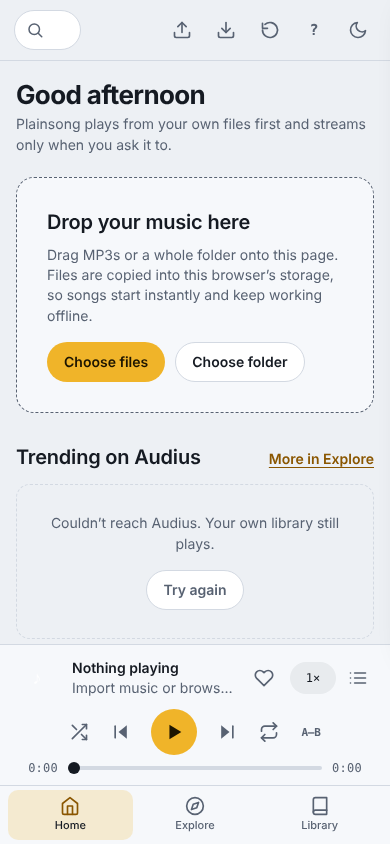 ?
Good afternoon
Plainsong plays from your own files first and streams
only when you ask it to.
Drop your music here
Drag MP3s or a whole folder onto this page.
Files are copied into this browser’s storage,
so songs start instantly and keep working
offline.
Choose files
Choose folder
Trending on Audius
More in Explore
Couldn’t reach Audius. Your own library still
plays.
Try again
Nothing playing
Import music or brows…
1×
A–B
0:00
0:00
Home
Explore
Library